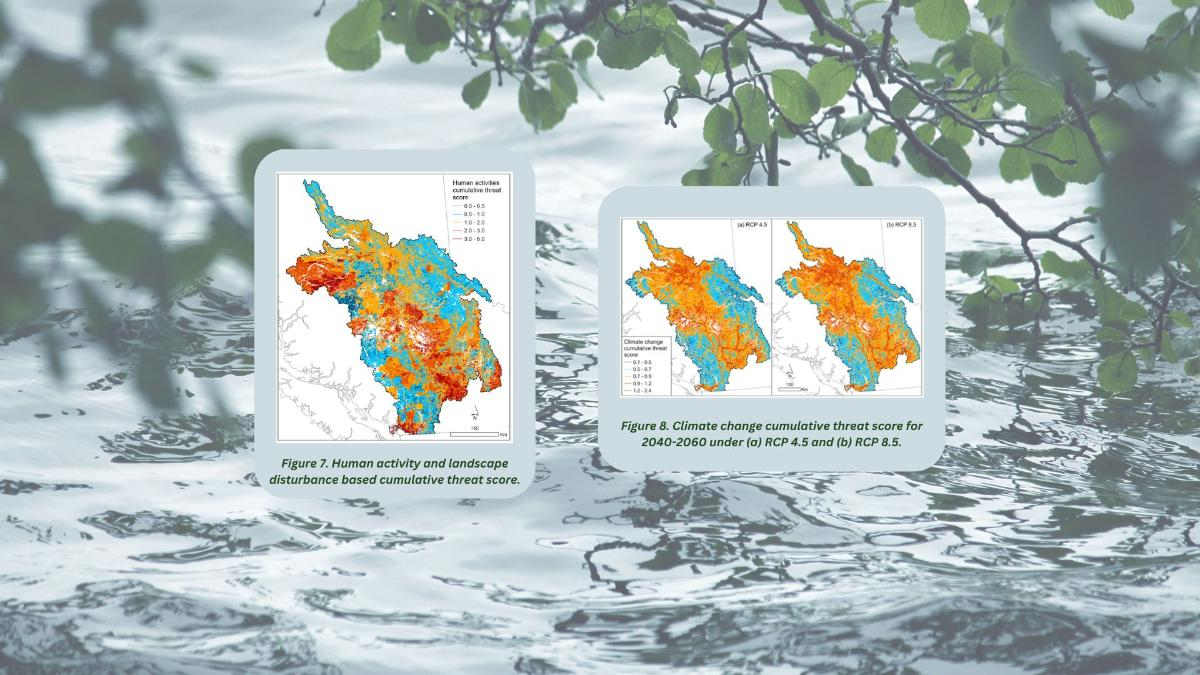 Human activities
cumulative threat
score
0.0 - 0.5
0.5 - 1.0
1.0 - 2.0
2.0 - 3.0
3.0 - 6.0
N
150
Km
Figure 7. Human activity and landscape
disturbance based cumulative threat score.
(a) RCP 4.5
(b) RCP 8.5
Climate change
cumulative threat
score
0.1 - 0.5
0.5 - 0.7
0.7 - 0.9
0.9 - 1.2
1.2 - 2.4
N
N
Figure 8. Climate change cumulative threat score for
2040-2060 under (a) RCP 4.5 and (b) RCP 8.5.